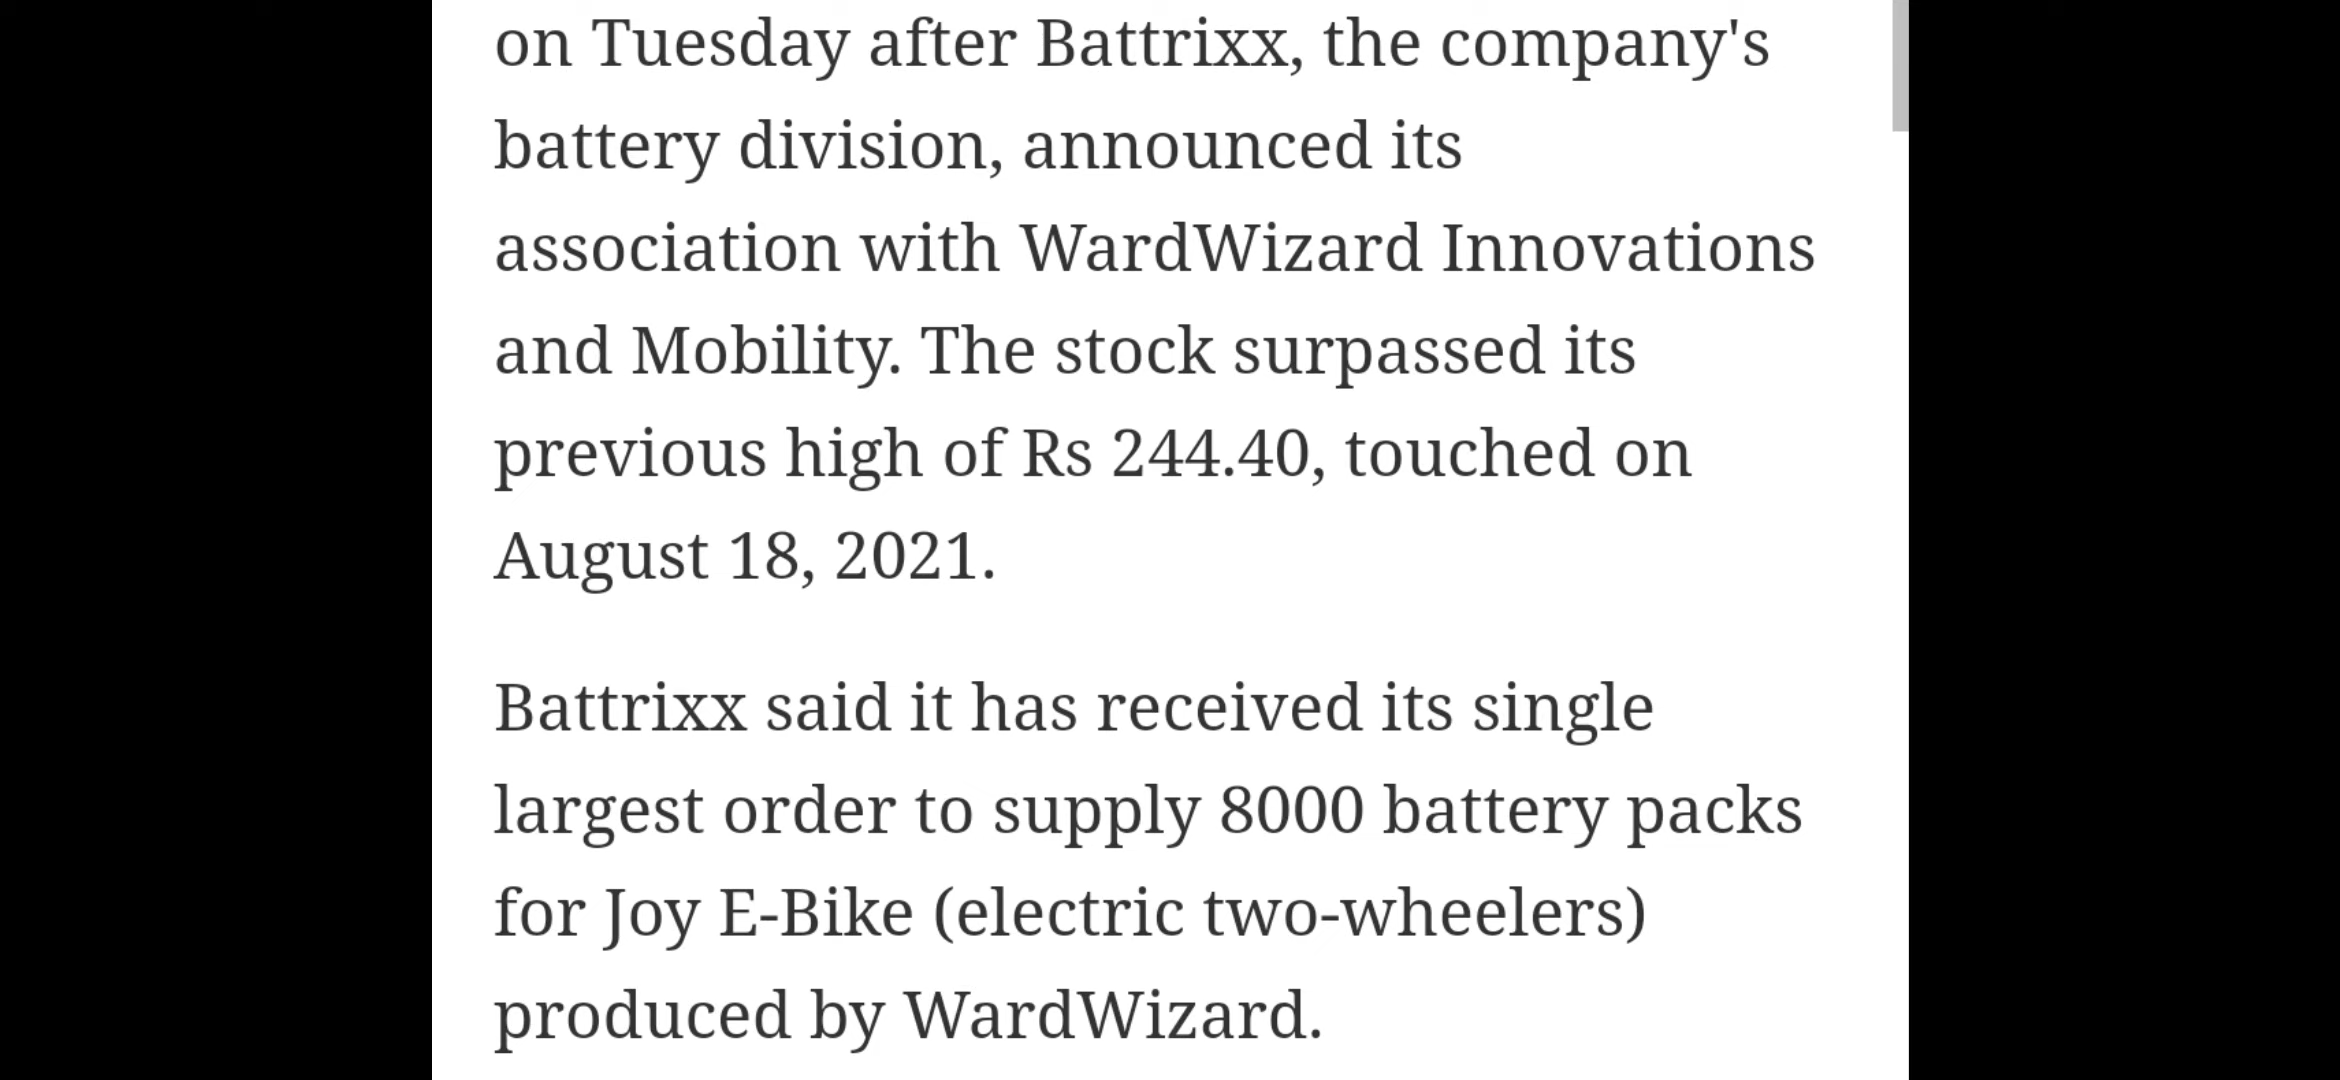 on Tuesday after Battrixx, the company's
battery division, announced its
association with WardWizard Innovations
and Mobility. The stock surpassed its
previous high of Rs 244.40, touched on
August 18, 2021.
Battrixx said it has received its single
largest order to supply 8000 battery packs
for Joy E-Bike (electric two-wheelers)
produced by WardWizard.